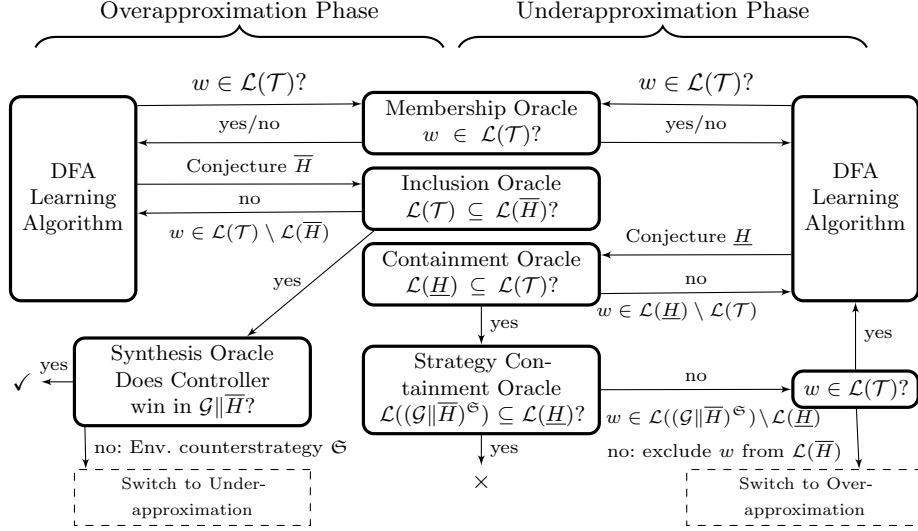 Overapproximation Phase
Underapproximation Phase
w ∈ L(T)?
w ∈ L(T)?
Membership Oracle
w ∈ L(T)?
yes/no
yes/no
DFA
Learning
Algorithm
Conjecture H̅
Inclusion Oracle
L(T) ⊆ L(H̅)?
no
w ∈ L(T) \ L(H̅)
DFA
Learning
Algorithm
Conjecture H̲
Containment Oracle
L(H̲) ⊆ L(T)?
no
w ∈ L(H̲) \ L(T)
yes
yes
yes
Synthesis Oracle
Does Controller
win in G‖H̅?
yes
✓
Strategy Con-
tainment Oracle
L((G‖H̅)^𝔖) ⊆ L(H̲)?
no
w ∈ L((G‖H̅)^𝔖)\L(H̲)
w ∈ L(T)?
no: Env. counterstrategy 𝔖
yes
no: exclude w from L(H̅)
Switch to Under-
approximation
×
Switch to Over-
approximation